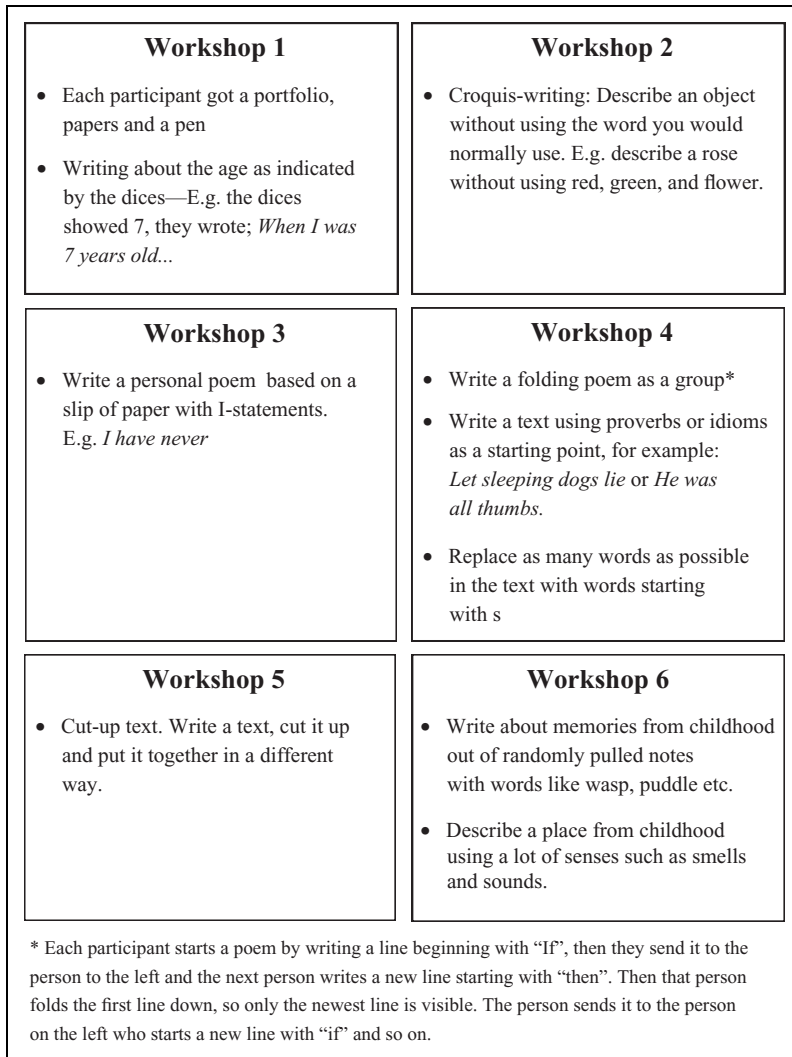 Workshop 1
• Each participant got a portfolio,
papers and a pen
• Writing about the age as indicated
by the dices—E.g. the dices
showed 7, they wrote; When I was
7 years old...
Workshop 2
• Croquis-writing: Describe an object
without using the word you would
normally use. E.g. describe a rose
without using red, green, and flower.
Workshop 3
• Write a personal poem based on a
slip of paper with I-statements.
E.g. I have never
Workshop 4
• Write a folding poem as a group*
• Write a text using proverbs or idioms
as a starting point, for example:
Let sleeping dogs lie or He was
all thumbs.
• Replace as many words as possible
in the text with words starting
with s
Workshop 5
• Cut-up text. Write a text, cut it up
and put it together in a different
way.
Workshop 6
• Write about memories from childhood
out of randomly pulled notes
with words like wasp, puddle etc.
• Describe a place from childhood
using a lot of senses such as smells
and sounds.
* Each participant starts a poem by writing a line beginning with “If”, then they send it to the
person to the left and the next person writes a new line starting with “then”. Then that person
folds the first line down, so only the newest line is visible. The person sends it to the person
on the left who starts a new line with “if” and so on.